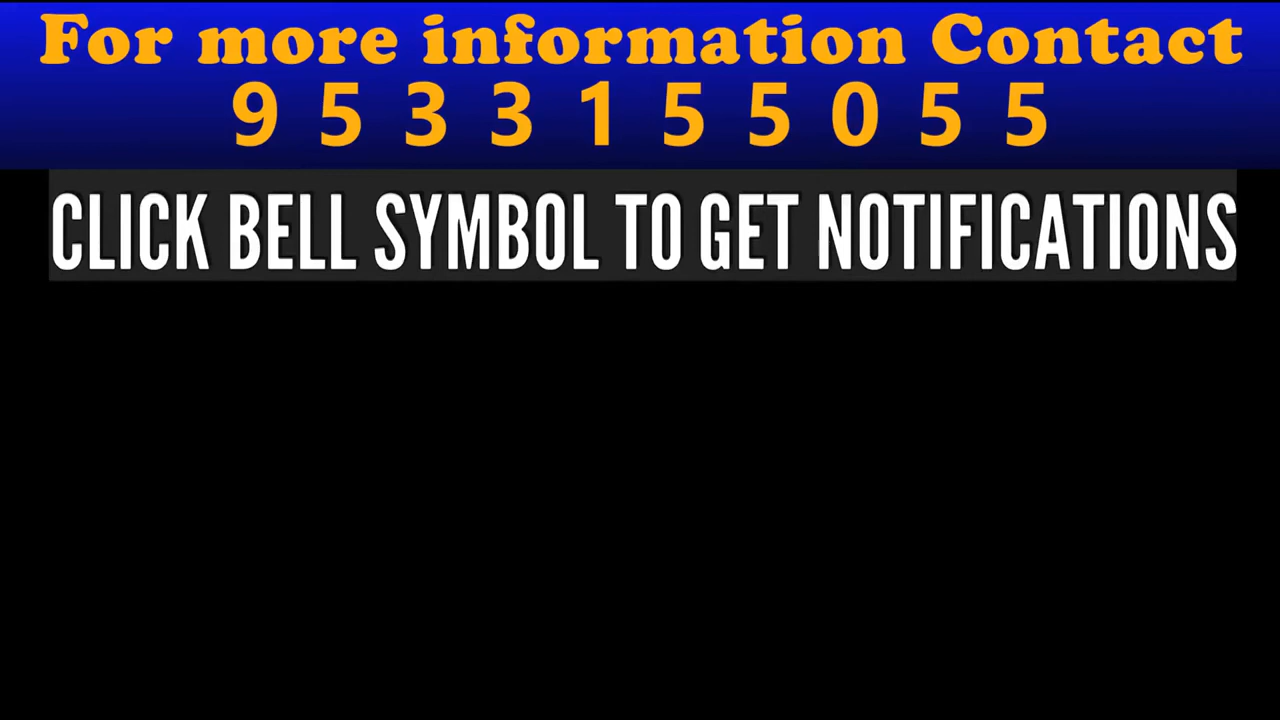 For more information Contact
9 5 3 3 1 5 5 0 5 5
CLICK BELL SYMBOL TO GET NOTIFICATIONS